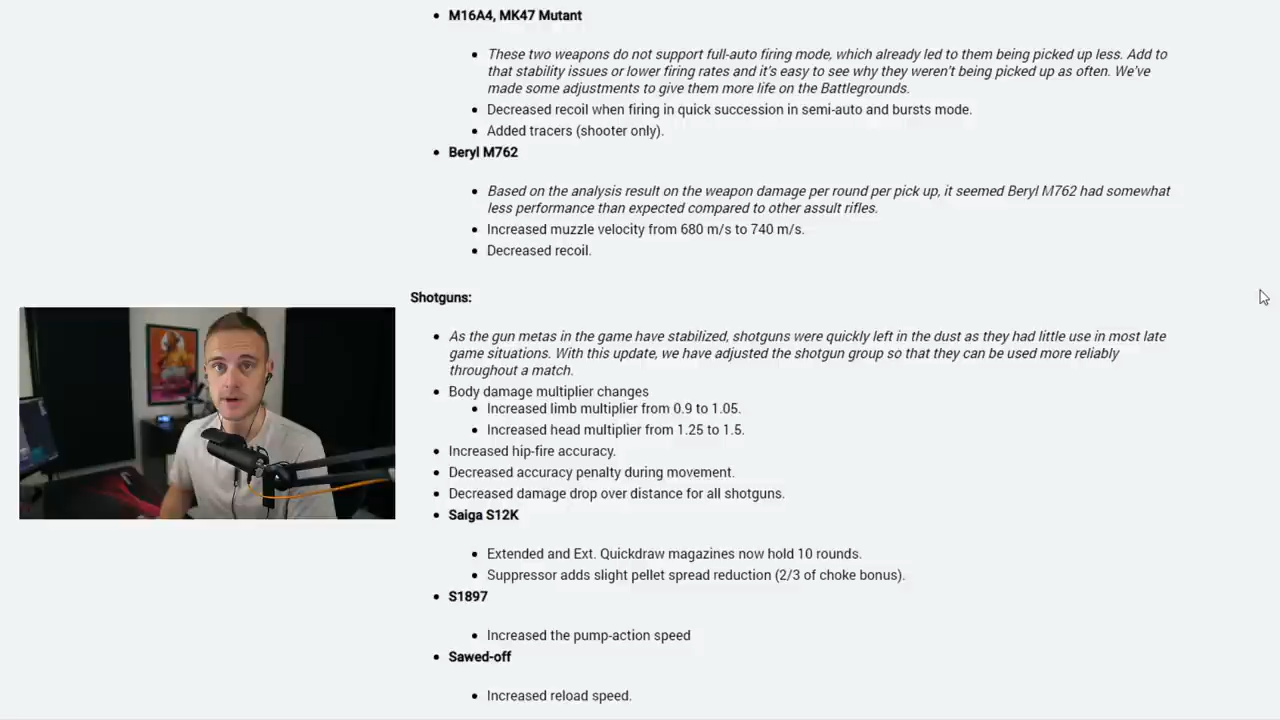 M16A4, MK47 Mutant
These two weapons do not support full-auto firing mode, which already led to them being picked up less. Add to
that stability issues or lower firing rates and it's easy to see why they weren't being picked up as often. We've
made some adjustments to give them more life on the Battlegrounds.
Decreased recoil when firing in quick succession in semi-auto and bursts mode.
Added tracers (shooter only).
Beryl M762
Based on the analysis result on the weapon damage per round per pick up, it seemed Beryl M762 had somewhat
less performance than expected compared to other assult rifles.
Increased muzzle velocity from 680 m/s to 740 m/s.
Decreased recoil.
Shotguns:
As the gun metas in the game have stabilized, shotguns were quickly left in the dust as they had little use in most late
game situations. With this update, we have adjusted the shotgun group so that they can be used more reliably
throughout a match.
Body damage multiplier changes
Increased limb multiplier from 0.9 to 1.05.
Increased head multiplier from 1.25 to 1.5.
Increased hip-fire accuracy.
Decreased accuracy penalty during movement.
Decreased damage drop over distance for all shotguns.
Saiga S12K
Extended and Ext. Quickdraw magazines now hold 10 rounds.
Suppressor adds slight pellet spread reduction (2/3 of choke bonus).
S1897
Increased the pump-action speed
Sawed-off
Increased reload speed.